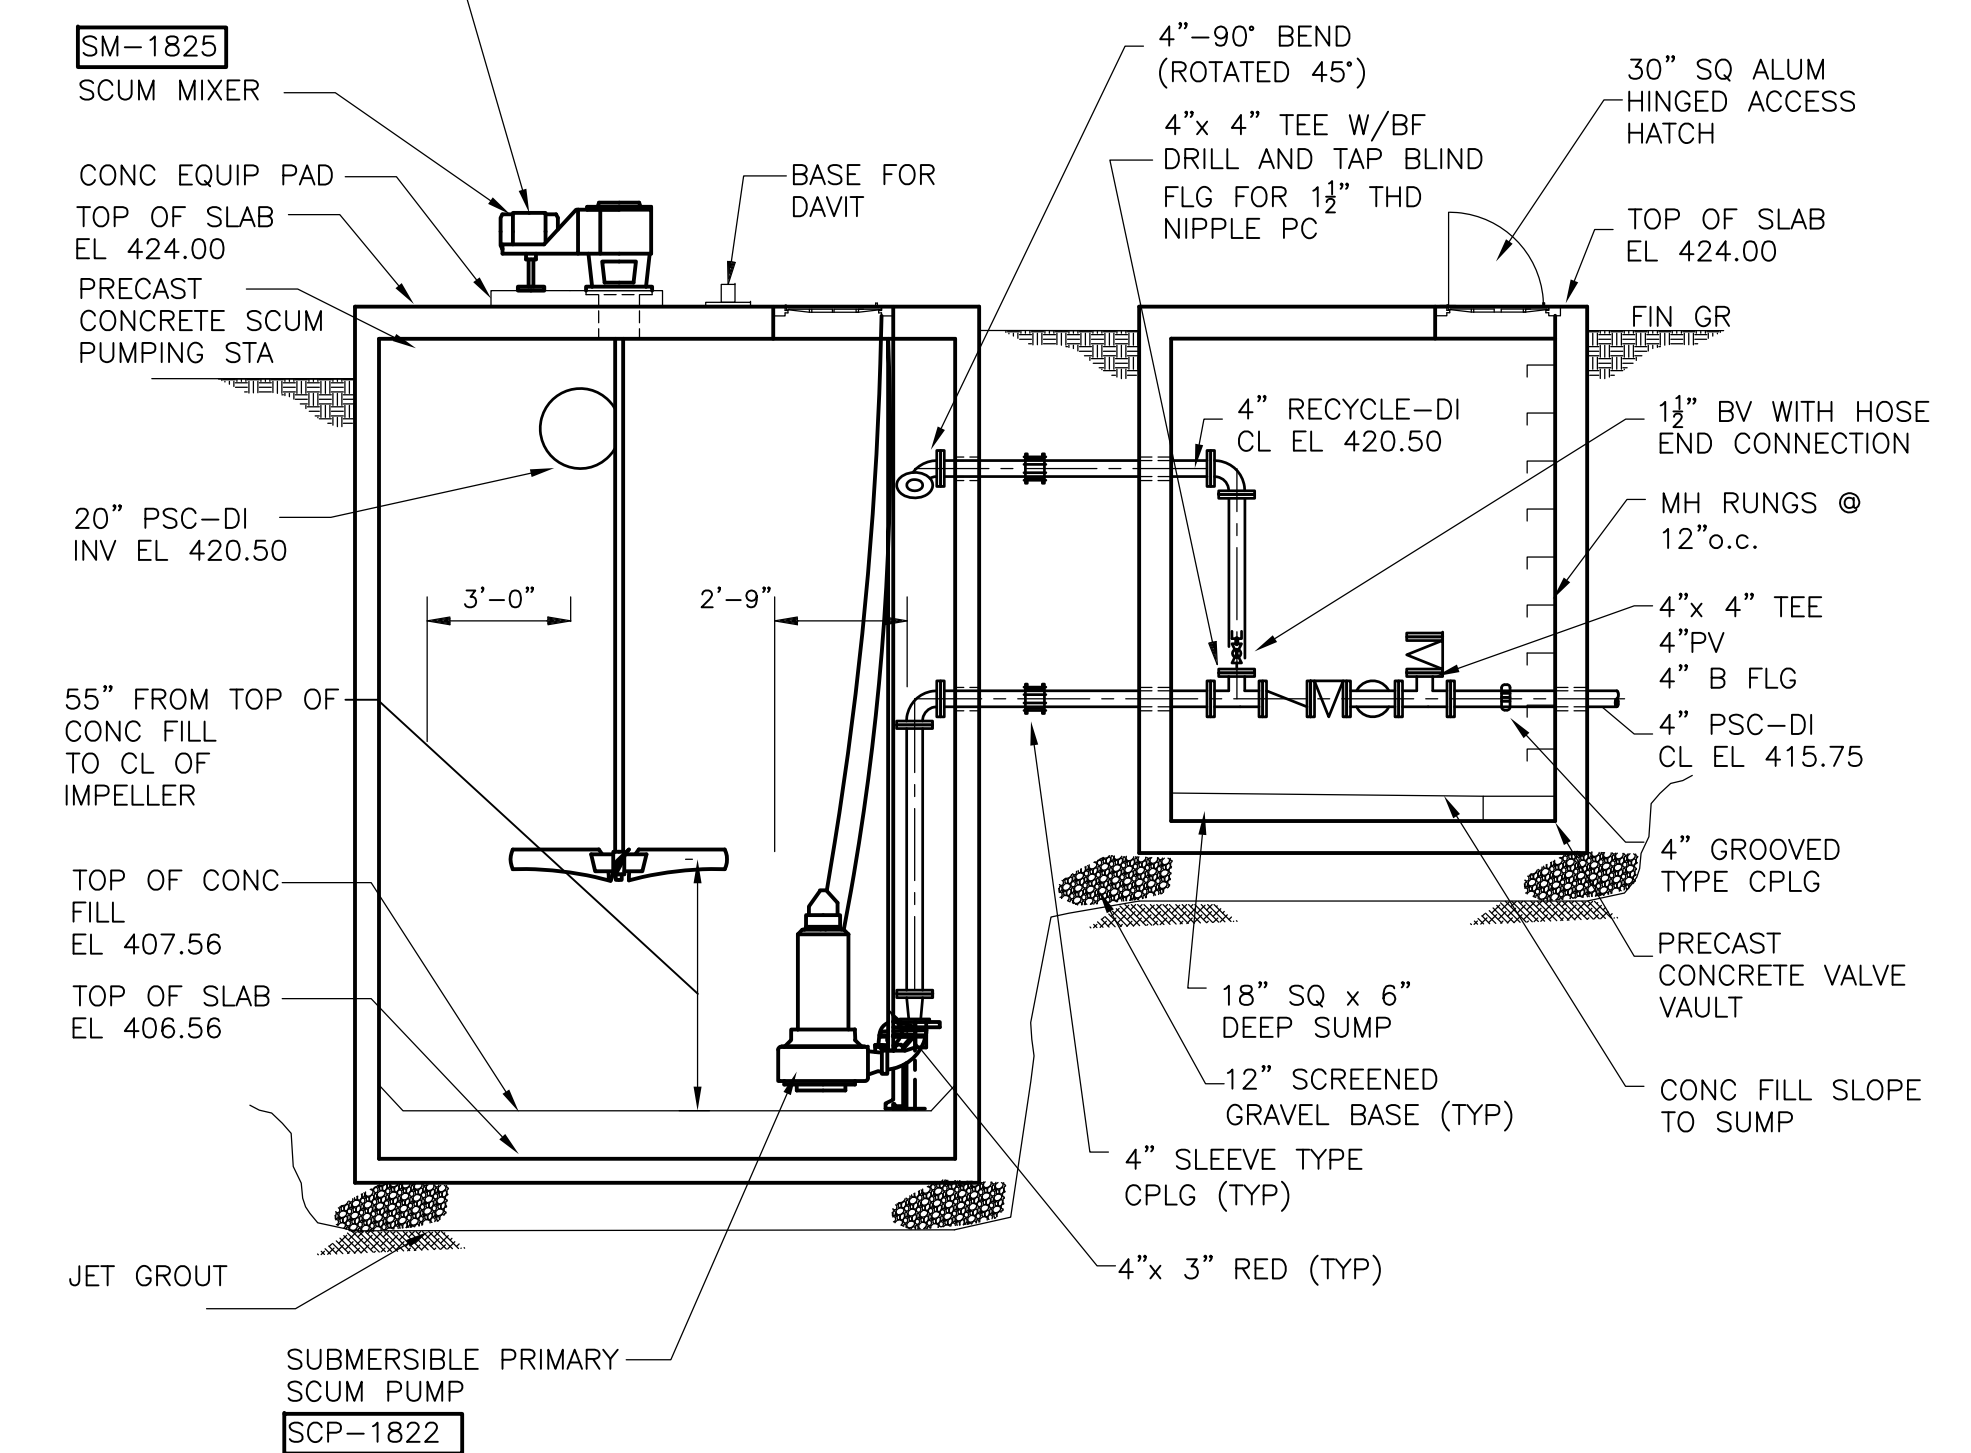 SM-1825
SCUM MIXER
CONC EQUIP PAD
TOP OF SLAB
EL 424.00
PRECAST
CONCRETE SCUM
PUMPING STA
20" PSC-DI
INV EL 420.50
3'-0"
2'-9"
55" FROM TOP OF
CONC FILL
TO CL OF
IMPELLER
TOP OF CONC
FILL
EL 407.56
TOP OF SLAB
EL 406.56
JET GROUT
SUBMERSIBLE PRIMARY
SCUM PUMP
SCP-1822
BASE FOR
DAVIT
4"-90° BEND
(ROTATED 45°)
4"x 4" TEE W/BF
DRILL AND TAP BLIND
FLG FOR 1½" THD
NIPPLE PC
4" RECYCLE-DI
CL EL 420.50
18" SQ x 6"
DEEP SUMP
12" SCREENED
GRAVEL BASE (TYP)
4" SLEEVE TYPE
CPLG (TYP)
4"x 3" RED (TYP)
30" SQ ALUM
HINGED ACCESS
HATCH
TOP OF SLAB
EL 424.00
FIN GR
1½" BV WITH HOSE
END CONNECTION
MH RUNGS @
12"o.c.
4"x 4" TEE
4"PV
4" B FLG
4" PSC-DI
CL EL 415.75
4" GROOVED
TYPE CPLG
PRECAST
CONCRETE VALVE
VAULT
CONC FILL SLOPE
TO SUMP